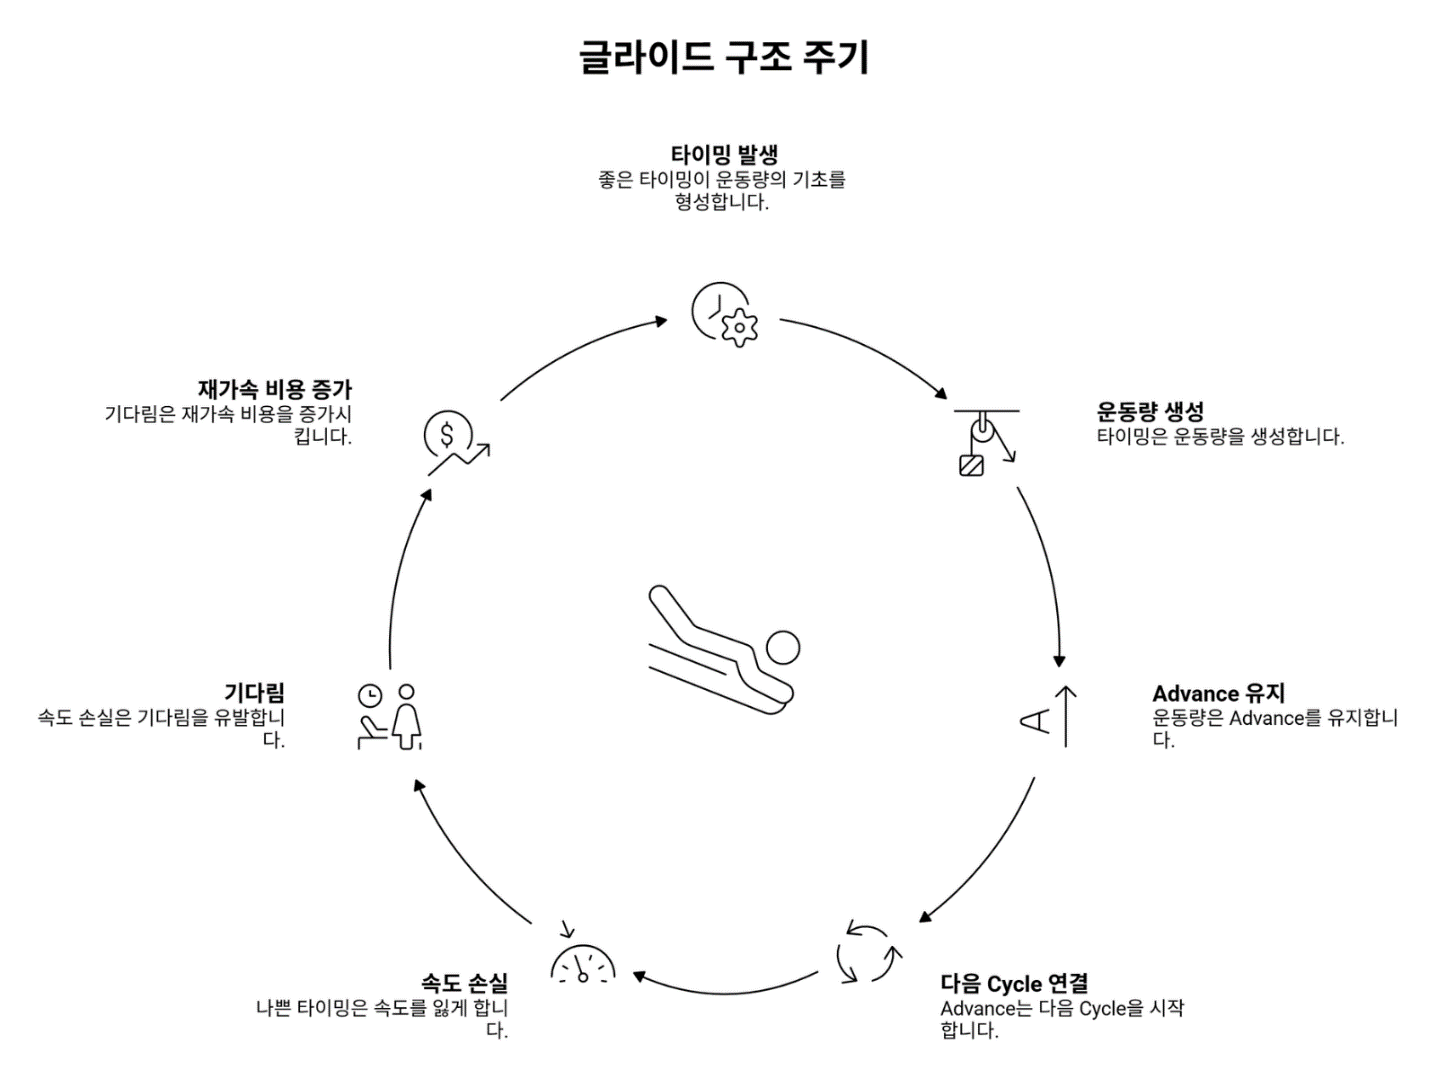 글라이드 구조 주기
타이밍 발생
좋은 타이밍이 운동량의 기초를
형성합니다.
재가속 비용 증가
기다림은 재가속 비용을 증가시
킵니다.
$
운동량 생성
타이밍은 운동량을 생성합니다.
기다림
속도 손실은 기다림을 유발합니
다.
A
Advance 유지
운동량은 Advance를 유지합니
다.
속도 손실
나쁜 타이밍은 속도를 잃게 합니
다.
다음 Cycle 연결
Advance는 다음 Cycle을 시작
합니다.